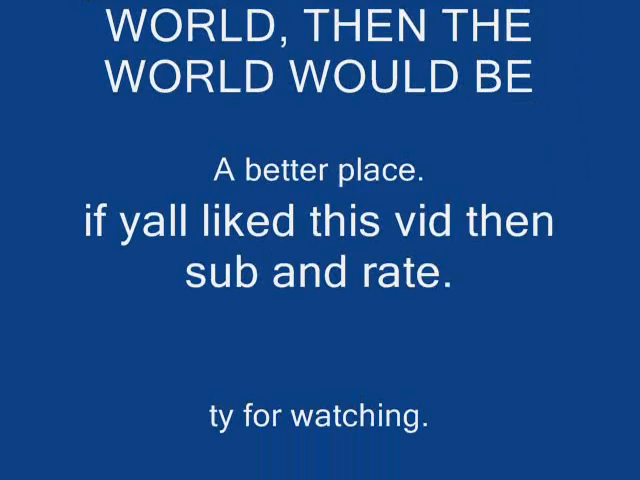 WORLD, THEN THE
WORLD WOULD BE
A better place.
if yall liked this vid then
sub and rate.
ty for watching.